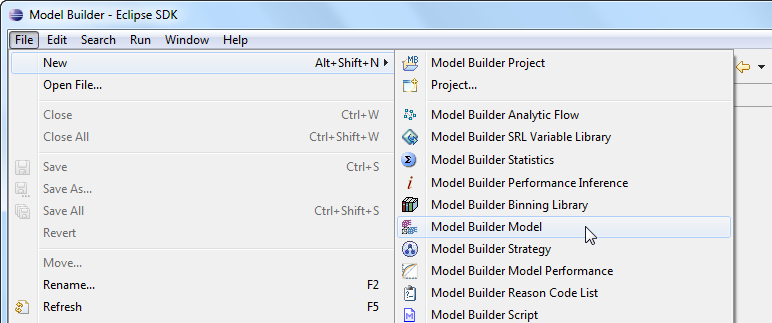 Model Builder - Eclipse SDK
File Edit Search Run Window Help
New Alt+Shift+N
Open File...
Close Ctrl+W
Close All Ctrl+Shift+W
Save Ctrl+S
Save As...
Save All Ctrl+Shift+S
Revert
Move...
Rename... F2
Refresh F5
MB Model Builder Project
Project...
Model Builder Analytic Flow
Model Builder SRL Variable Library
Σ Model Builder Statistics
i Model Builder Performance Inference
Model Builder Binning Library
Model Builder Model
Model Builder Strategy
Model Builder Model Performance
Model Builder Reason Code List
M Model Builder Script